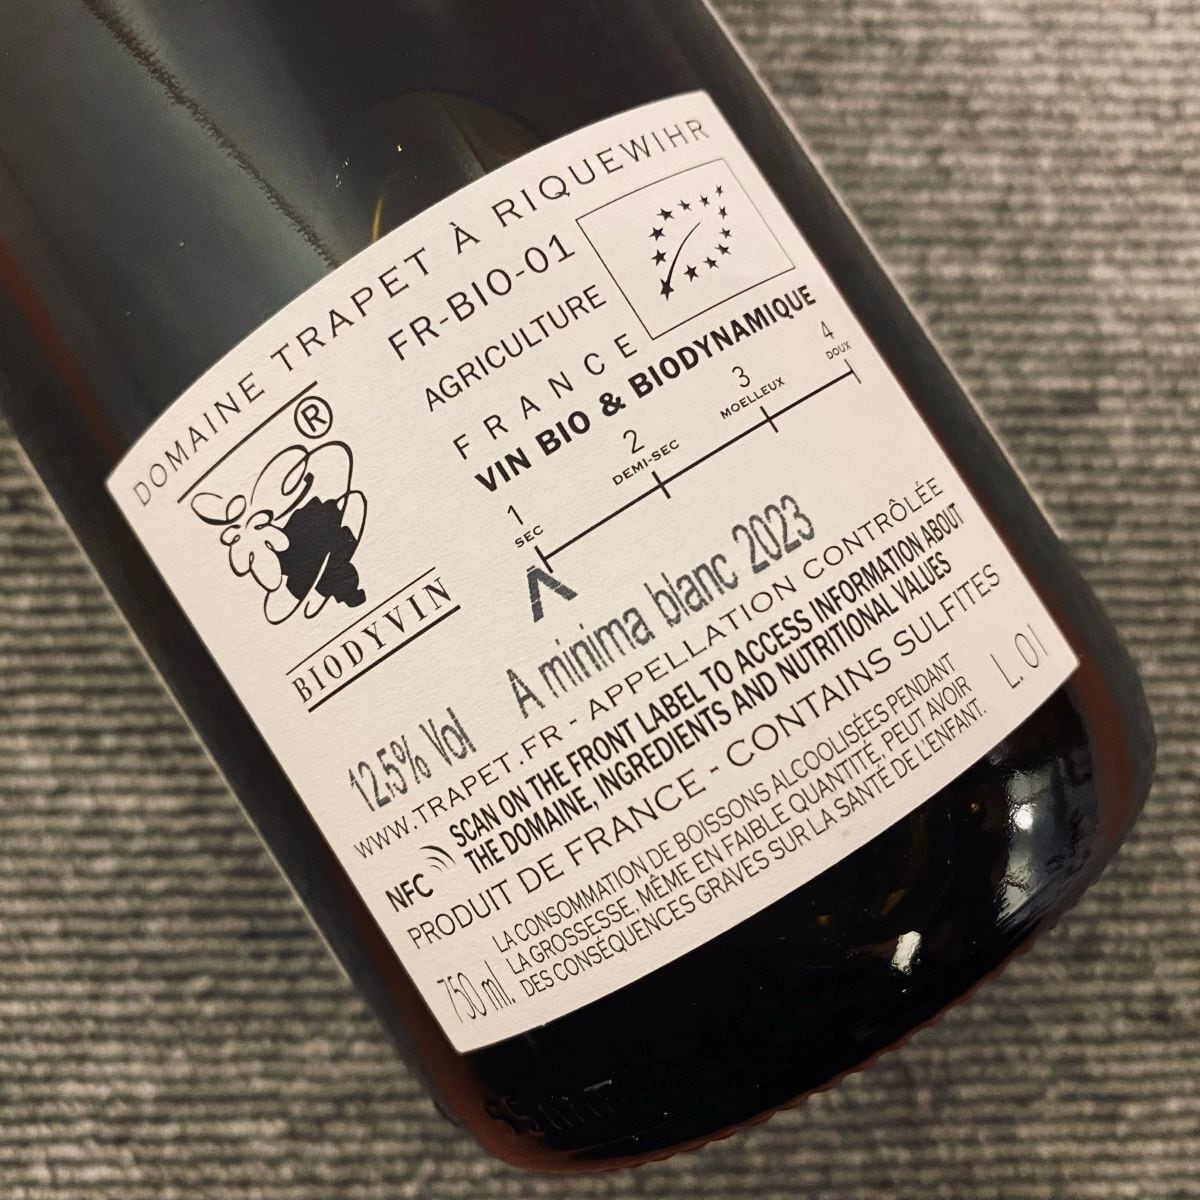 DOMAINE TRAPET À RIQUEWIHR
FR-BIO-01
AGRICULTURE
FRANCE
VIN BIO & BIODYNAMIQUE
®
BIODYVIN
1 2 3 4
SEC DEMI-SEC MOELLEUX DOUX
12,5% Vol A minima blanc 2023
WWW.TRAPET.FR - APPELLATION CONTRÔLÉE
NFC SCAN ON THE FRONT LABEL TO ACCESS INFORMATION ABOUT
THE DOMAINE, INGREDIENTS AND NUTRITIONAL VALUES
PRODUIT DE FRANCE - CONTAINS SULFITES
LA CONSOMMATION DE BOISSONS ALCOOLISÉES PENDANT
LA GROSSESSE, MÊME EN FAIBLE QUANTITÉ, PEUT AVOIR
DES CONSÉQUENCES GRAVES SUR LA SANTÉ DE L'ENFANT.
750 ml.
L. 01